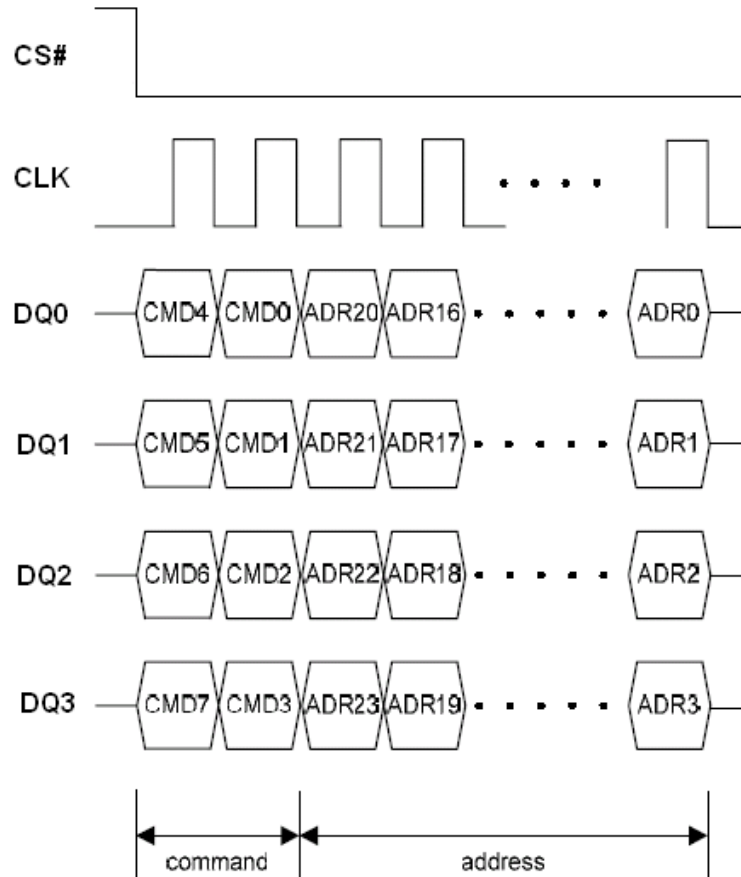 CS#
CLK
DQ0 CMD4 CMD0 ADR20 ADR16 ADR0
DQ1 CMD5 CMD1 ADR21 ADR17 ADR1
DQ2 CMD6 CMD2 ADR22 ADR18 ADR2
DQ3 CMD7 CMD3 ADR23 ADR19 ADR3
command address